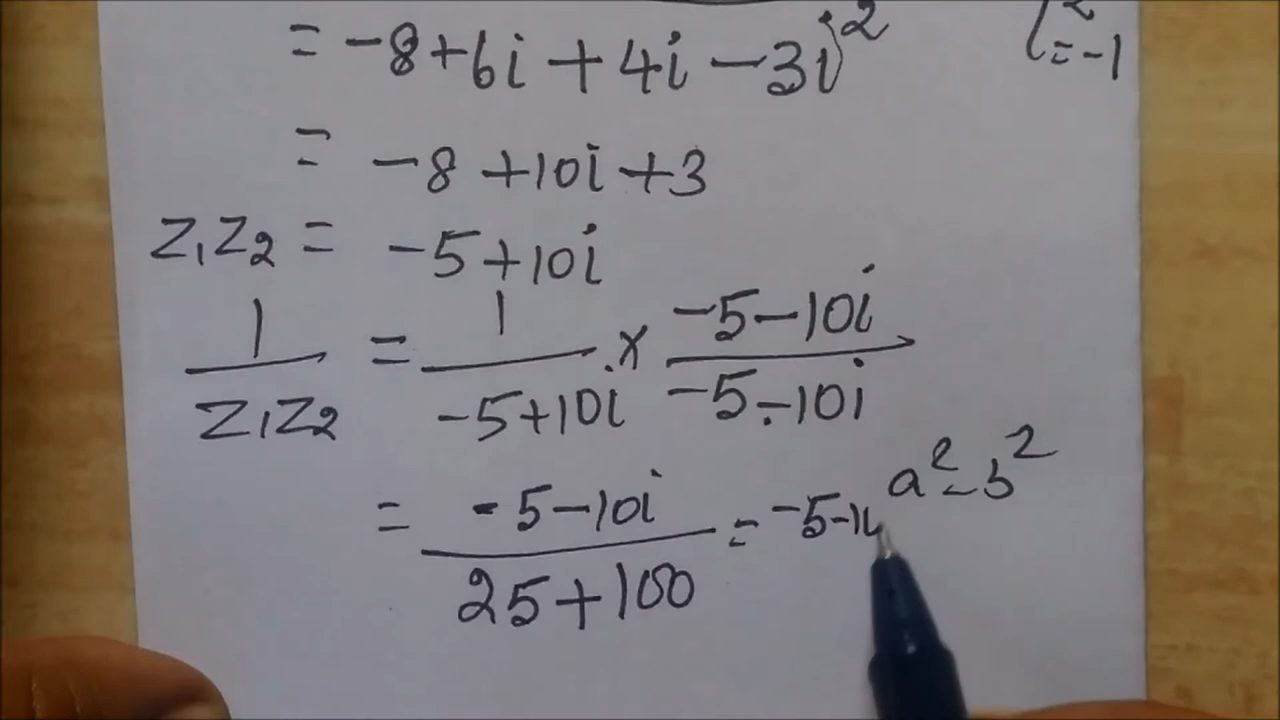 = -8+6i + 4i - 3i²
i² = -1
= -8 +10i +3
Z₁Z₂ = -5+10i
1/Z₁Z₂ = 1/-5+10i × -5-10i/-5-10i
a²-b²
= -5-10i/25+100 = -5-1